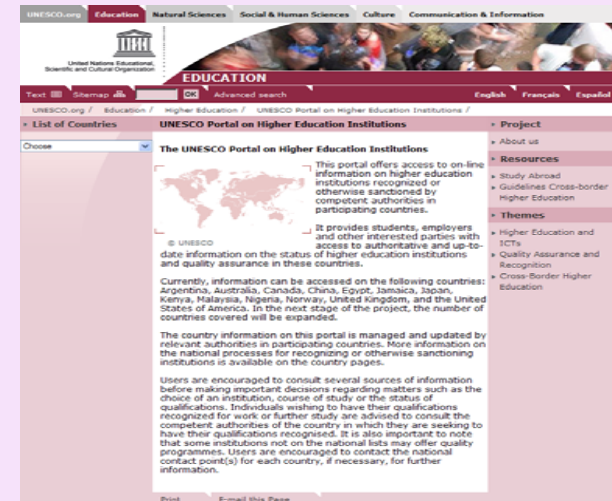 UNESCO.org Education Natural Sciences Social & Human Sciences Culture Communication & Information
United Nations Educational,
Scientific and Cultural Organization
EDUCATION
Text Sitemap OK Advanced search English Français Español
UNESCO.org / Education / Higher Education / UNESCO Portal on Higher Education Institutions /
List of Countries
Choose
UNESCO Portal on Higher Education Institutions
The UNESCO Portal on Higher Education Institutions
This portal offers access to on-line
information on higher education
institutions recognized or
otherwise sanctioned by
competent authorities in
participating countries.
It provides students, employers
and other interested parties with
access to authoritative and up-to-
© UNESCO
date information on the status of higher education institutions
and quality assurance in these countries.
Currently, information can be accessed on the following countries:
Argentina, Australia, Canada, China, Egypt, Jamaica, Japan,
Kenya, Malaysia, Nigeria, Norway, United Kingdom, and the United
States of America. In the next stage of the project, the number of
countries covered will be expanded.
The country information on this portal is managed and updated by
relevant authorities in participating countries. More information on
the national processes for recognizing or otherwise sanctioning
institutions is available on the country pages.
Users are encouraged to consult several sources of information
before making important decisions regarding matters such as the
choice of an institution, course of study or the status of
qualifications. Individuals wishing to have their qualifications
recognized for work or further study are advised to consult the
competent authorities of the country in which they are seeking to
have their qualifications recognised. It is also important to note
that some institutions not on the national lists may offer quality
programmes. Users are encouraged to contact the national
contact point(s) for each country, if necessary, for further
information.
Print E-mail this Page
Project
About us
Resources
Study Abroad
Guidelines Cross-border
Higher Education
Themes
Higher Education and
ICTs
Quality Assurance and
Recognition
Cross-Border Higher
Education